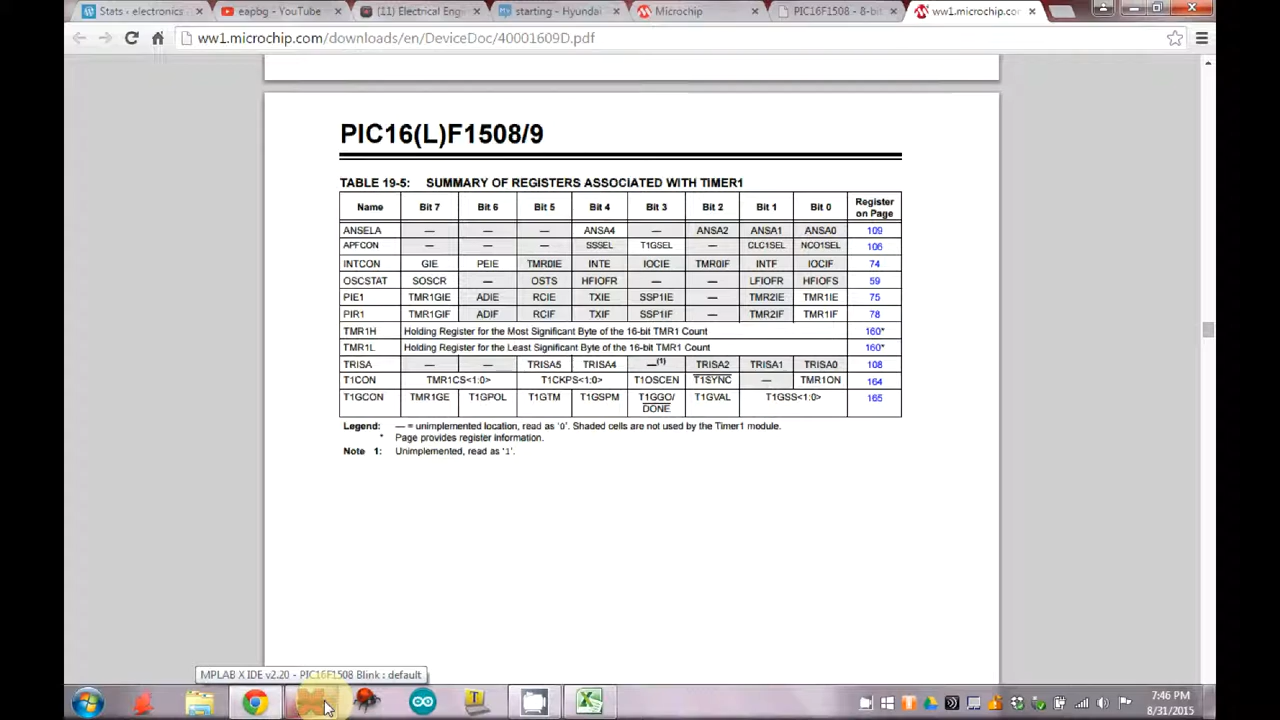 Stats - electronics
eapbg - YouTube
(11) Electrical Eng
starting - Hyundai
Microchip
PIC16F1508 - 8-bit
ww1.microchip.co
ww1.microchip.com/downloads/en/DeviceDoc/40001609D.pdf
PIC16(L)F1508/9
TABLE 19-5: SUMMARY OF REGISTERS ASSOCIATED WITH TIMER1
Name Bit 7 Bit 6 Bit 5 Bit 4 Bit 3 Bit 2 Bit 1 Bit 0 Register on Page
ANSELA — — — ANSA4 — ANSA2 ANSA1 ANSA0 109
APFCON — — — SSSEL T1GSEL — CLC1SEL NCO1SEL 106
INTCON GIE PEIE TMR0IE INTE IOCIE TMR0IF INTF IOCIF 74
OSCSTAT SOSCR — OSTS HFIOFR — — LFIOFR HFIOFS 59
PIE1 TMR1GIE ADIE RCIE TXIE SSP1IE — TMR2IE TMR1IE 75
PIR1 TMR1GIF ADIF RCIF TXIF SSP1IF — TMR2IF TMR1IF 78
TMR1H Holding Register for the Most Significant Byte of the 16-bit TMR1 Count 160*
TMR1L Holding Register for the Least Significant Byte of the 16-bit TMR1 Count 160*
TRISA — — TRISA5 TRISA4 —(1) TRISA2 TRISA1 TRISA0 108
T1CON TMR1CS<1:0> T1CKPS<1:0> T1OSCEN T1SYNC — TMR1ON 164
T1GCON TMR1GE T1GPOL T1GTM T1GSPM T1GGO/ DONE T1GVAL T1GSS<1:0> 165
Legend: — = unimplemented location, read as ‘0’. Shaded cells are not used by the Timer1 module.
* Page provides register information.
Note 1: Unimplemented, read as ‘1’.
MPLAB X IDE v2.20 - PIC16F1508 Blink : default
7:46 PM
8/31/2015